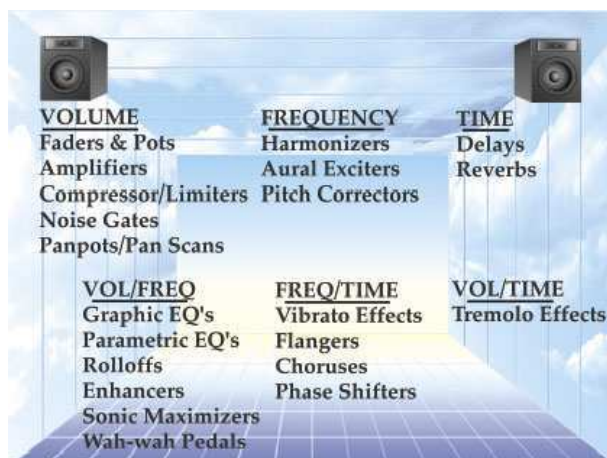 VOLUME
Faders & Pots
Amplifiers
Compressor/Limiters
Noise Gates
Panpots/Pan Scans
FREQUENCY
Harmonizers
Aural Exciters
Pitch Correctors
TIME
Delays
Reverbs
VOL/FREQ
Graphic EQ's
Parametric EQ's
Rolloffs
Enhancers
Sonic Maximizers
Wah-wah Pedals
FREQ/TIME
Vibrato Effects
Flangers
Choruses
Phase Shifters
VOL/TIME
Tremolo Effects